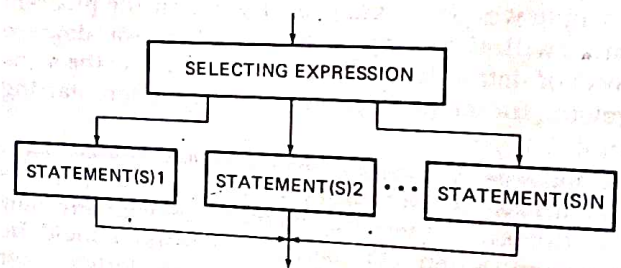 SELECTING EXPRESSION
STATEMENT(S)1
STATEMENT(S)2
•••
STATEMENT(S)N